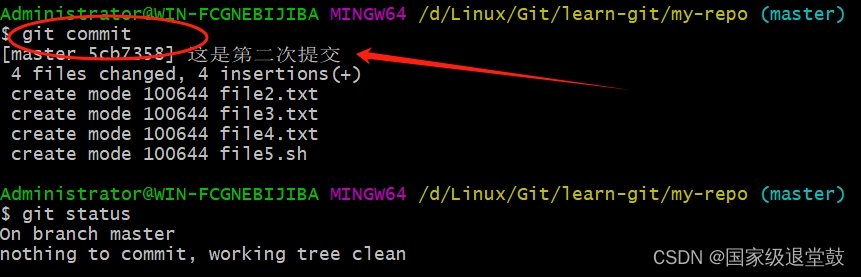 Administrator@WIN-FCGNEBIJIBA MINGW64 /d/Linux/Git/learn-git/my-repo (master)
$ git commit
[master 5cb7358] 这是第二次提交
 4 files changed, 4 insertions(+)
 create mode 100644 file2.txt
 create mode 100644 file3.txt
 create mode 100644 file4.txt
 create mode 100644 file5.sh
Administrator@WIN-FCGNEBIJIBA MINGW64 /d/Linux/Git/learn-git/my-repo (master)
$ git status
On branch master
nothing to commit, working tree clean
CSDN @国家级退堂鼓